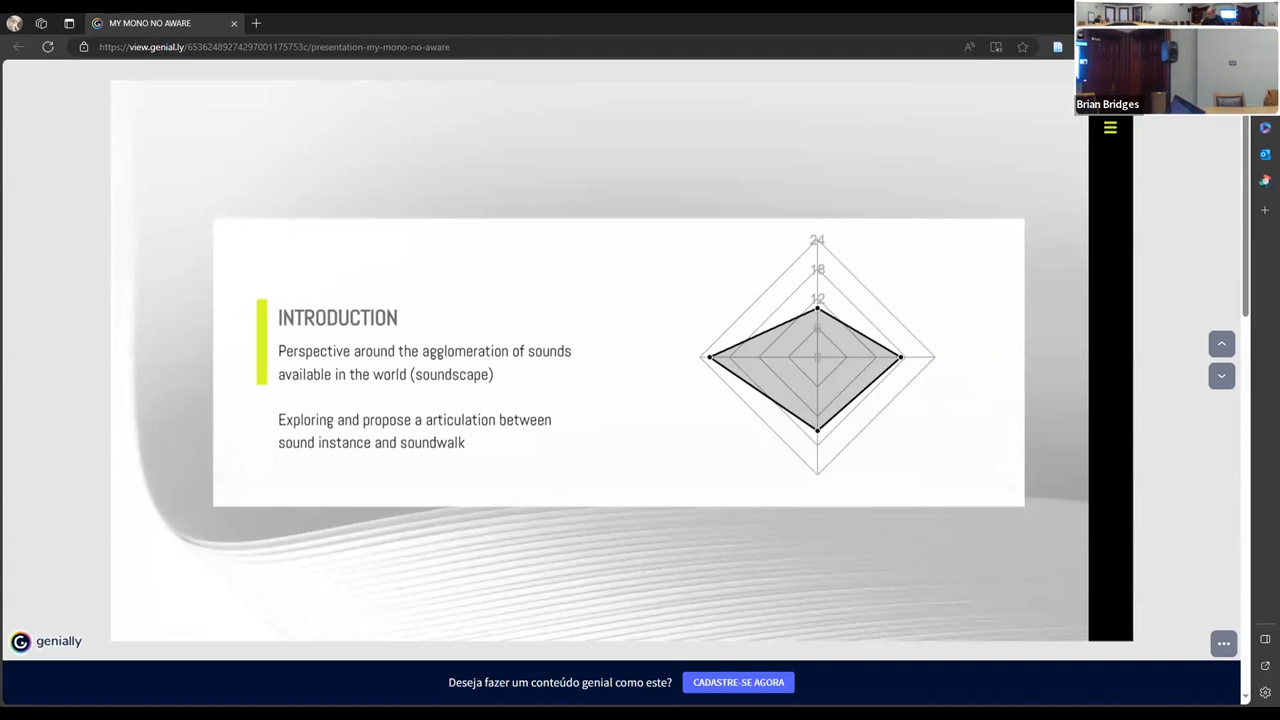 MY MONO NO AWARE
https://view.genial.ly/65362489274297001175753c/presentation-my-mono-no-aware
Brian Bridges
24
18
12
0
INTRODUCTION
Perspective around the agglomeration of sounds
available in the world (soundscape)
Exploring and propose a articulation between
sound instance and soundwalk
genially
Deseja fazer um conteúdo genial como este?
CADASTRE-SE AGORA